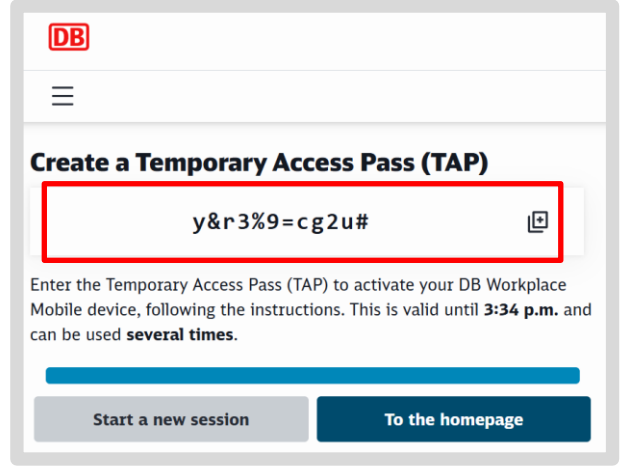 DB
Create a Temporary Access Pass (TAP)
y&r3%9=cg2u#
Enter the Temporary Access Pass (TAP) to activate your DB Workplace
Mobile device, following the instructions. This is valid until 3:34 p.m. and
can be used several times.
Start a new session
To the homepage